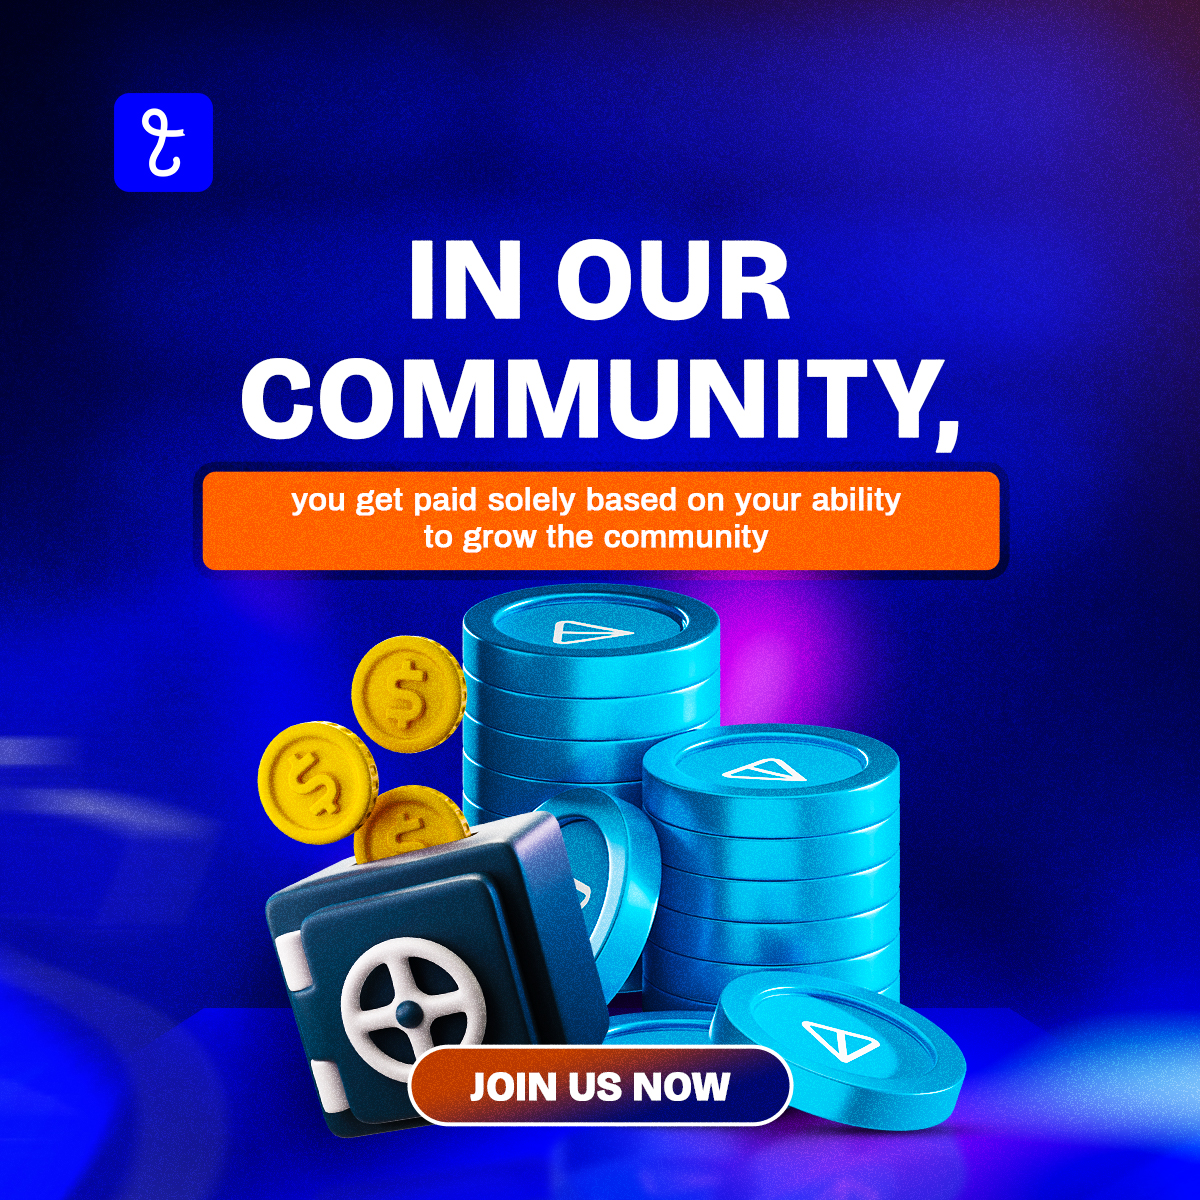 IN OUR
COMMUNITY,
you get paid solely based on your ability
to grow the community
JOIN US NOW